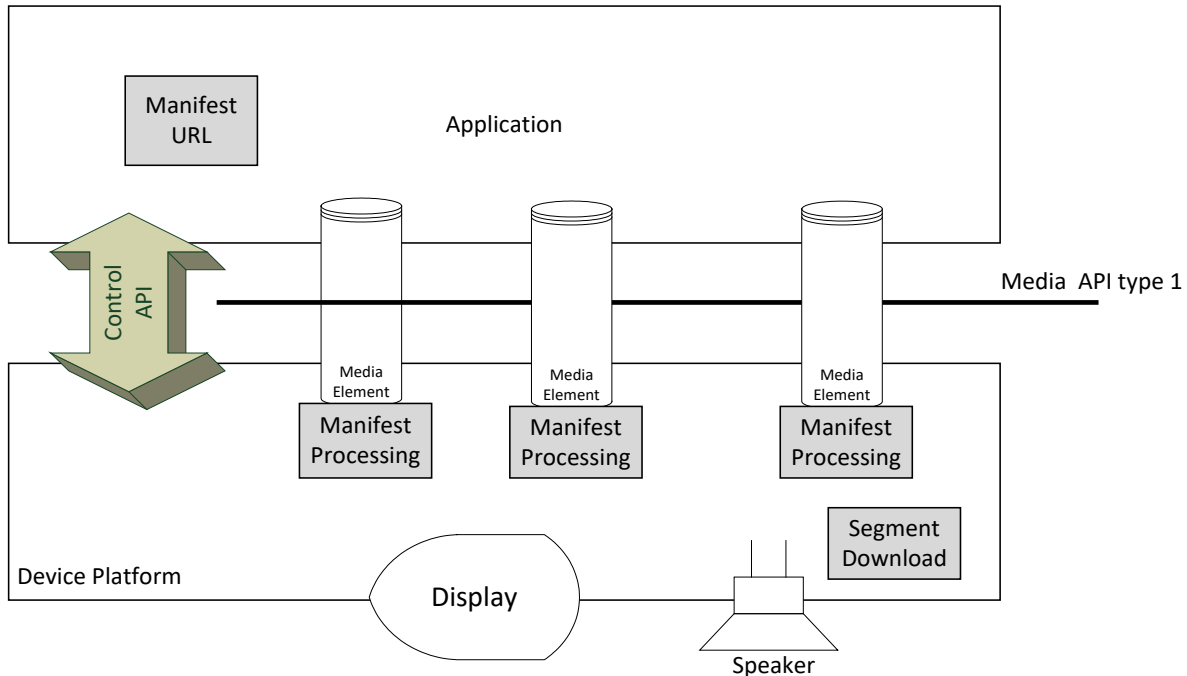 Manifest
URL
Application
Control
API
Media API type 1
Media
Element
Media
Element
Media
Element
Manifest
Processing
Manifest
Processing
Manifest
Processing
Segment
Download
Device Platform
Display
Speaker